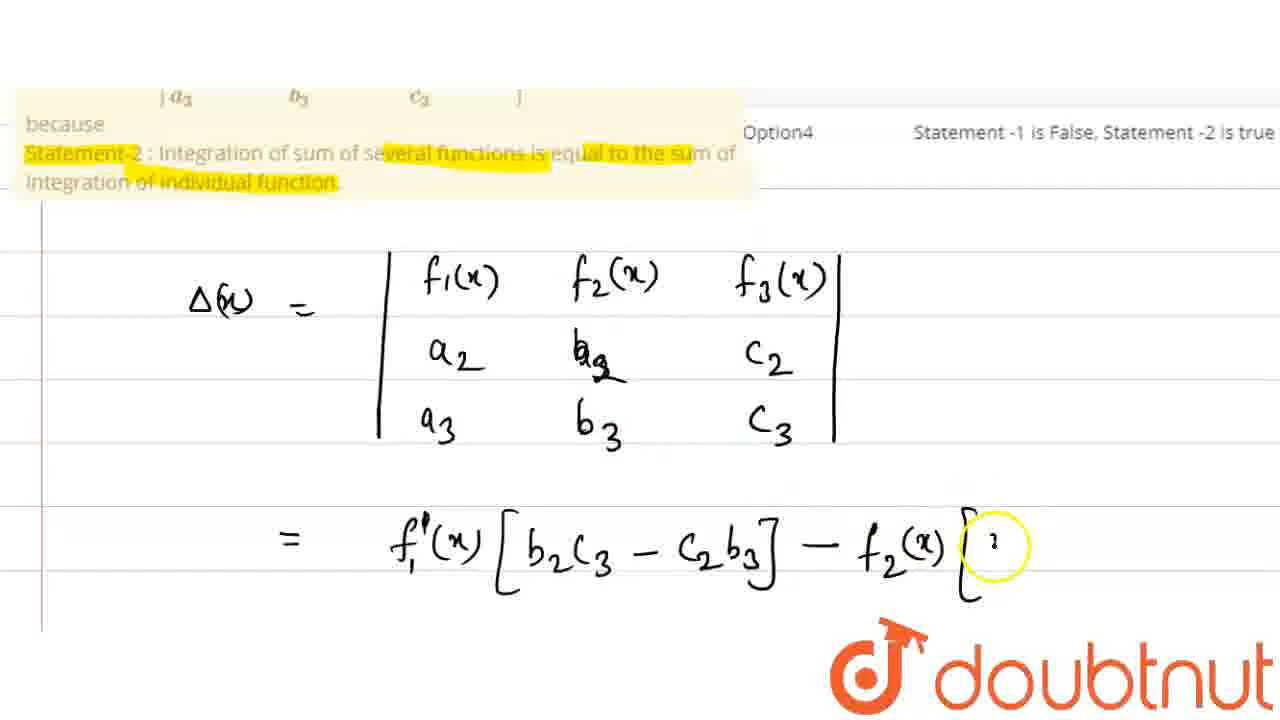 | a₃ b₃ c₃ |
because
Statement-2 : Integration of sum of several functions is equal to the sum of
Integration of individual function.
Option4 Statement -1 is False, Statement -2 is true
Δ(x) = | f₁(x) f₂(x) f₃(x) |
| a₂ b₂ c₂ |
| a₃ b₃ c₃ |
= f₁(x) [b₂c₃ – c₂b₃] – f₂(x) [
doubtnut